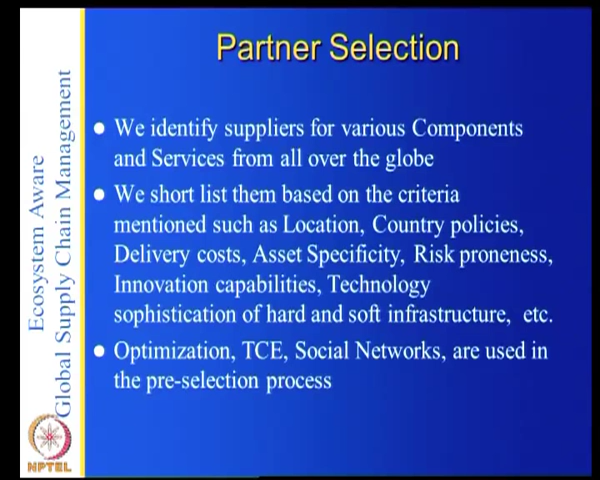 Partner Selection
We identify suppliers for various Components
and Services from all over the globe
We short list them based on the criteria
mentioned such as Location, Country policies,
Delivery costs, Asset Specificity, Risk proneness,
Innovation capabilities, Technology
sophistication of hard and soft infrastructure, etc.
Optimization, TCE, Social Networks, are used in
the pre-selection process
Ecosystem Aware
Global Supply Chain Management
NPTEL